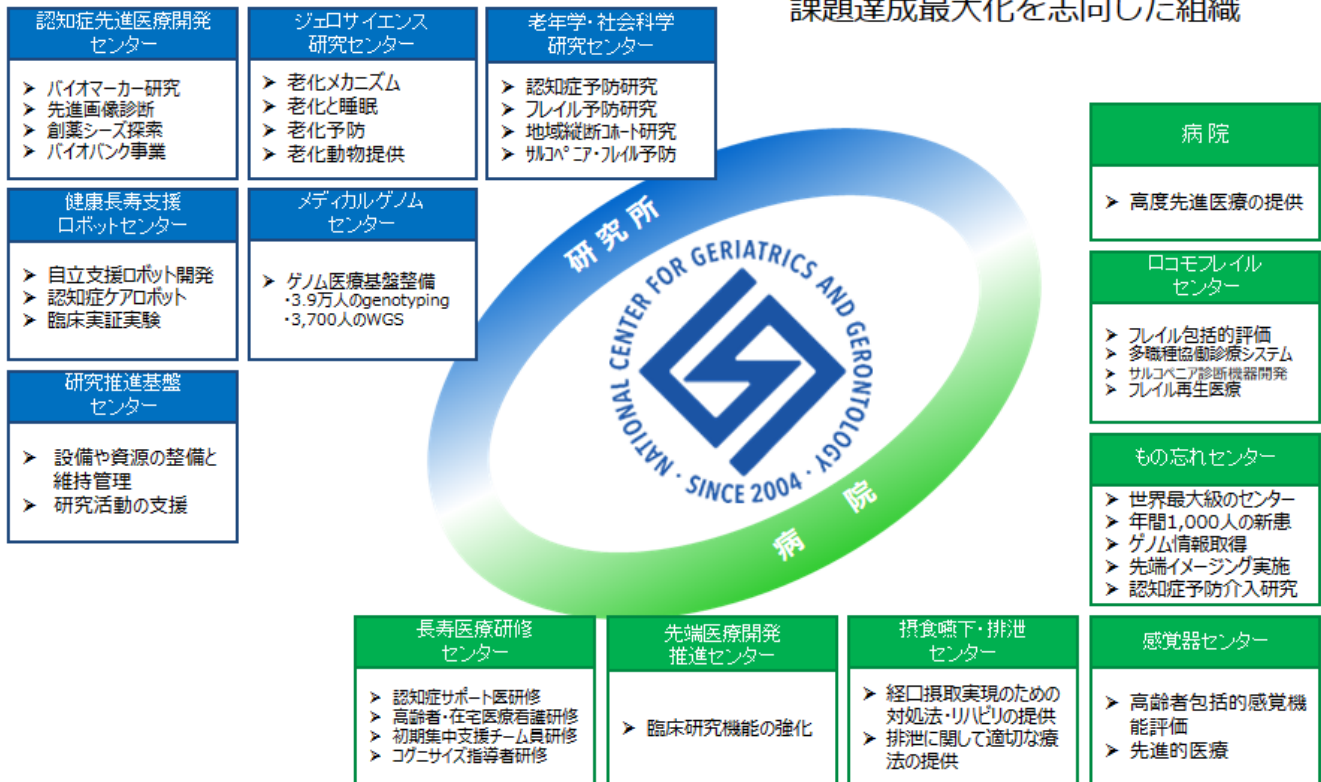 課題達成最大化を志向した組織
認知症先進医療開発
センター
➤ バイオマーカー研究
➤ 先進画像診断
➤ 創薬シーズ探索
➤ バイオバンク事業
ジェロサイエンス
研究センター
➤ 老化メカニズム
➤ 老化と睡眠
➤ 老化予防
➤ 老化動物提供
老年学・社会科学
研究センター
➤ 認知症予防研究
➤ フレイル予防研究
➤ 地域縦断コホート研究
➤ サルコペニア・フレイル予防
健康長寿支援
ロボットセンター
➤ 自立支援ロボット開発
➤ 認知症ケアロボット
➤ 臨床実証実験
メディカルゲノム
センター
➤ ゲノム医療基盤整備
・3.9万人のgenotyping
・3,700人のWGS
研究推進基盤
センター
➤ 設備や資源の整備と
維持管理
➤ 研究活動の支援
研究所
NATIONAL CENTER FOR GERIATRICS AND GERONTOLOGY
・SINCE 2004・
病 院
病 院
➤ 高度先進医療の提供
ロコモフレイル
センター
➤ フレイル包括的評価
➤ 多職種協働診療システム
➤ サルコペニア診断機器開発
➤ フレイル再生医療
もの忘れセンター
➤ 世界最大級のセンター
➤ 年間1,000人の新患
➤ ゲノム情報取得
➤ 先端イメージング実施
➤ 認知症予防介入研究
長寿医療研修
センター
➤ 認知症サポート医研修
➤ 高齢者・在宅医療看護研修
➤ 初期集中支援チーム員研修
➤ コグニサイズ指導者研修
先端医療開発
推進センター
➤ 臨床研究機能の強化
摂食嚥下・排泄
センター
➤ 経口摂取実現のための
対処法・リハビリの提供
➤ 排泄に関して適切な療
法の提供
感覚器センター
➤ 高齢者包括的感覚機
能評価
➤ 先進的医療